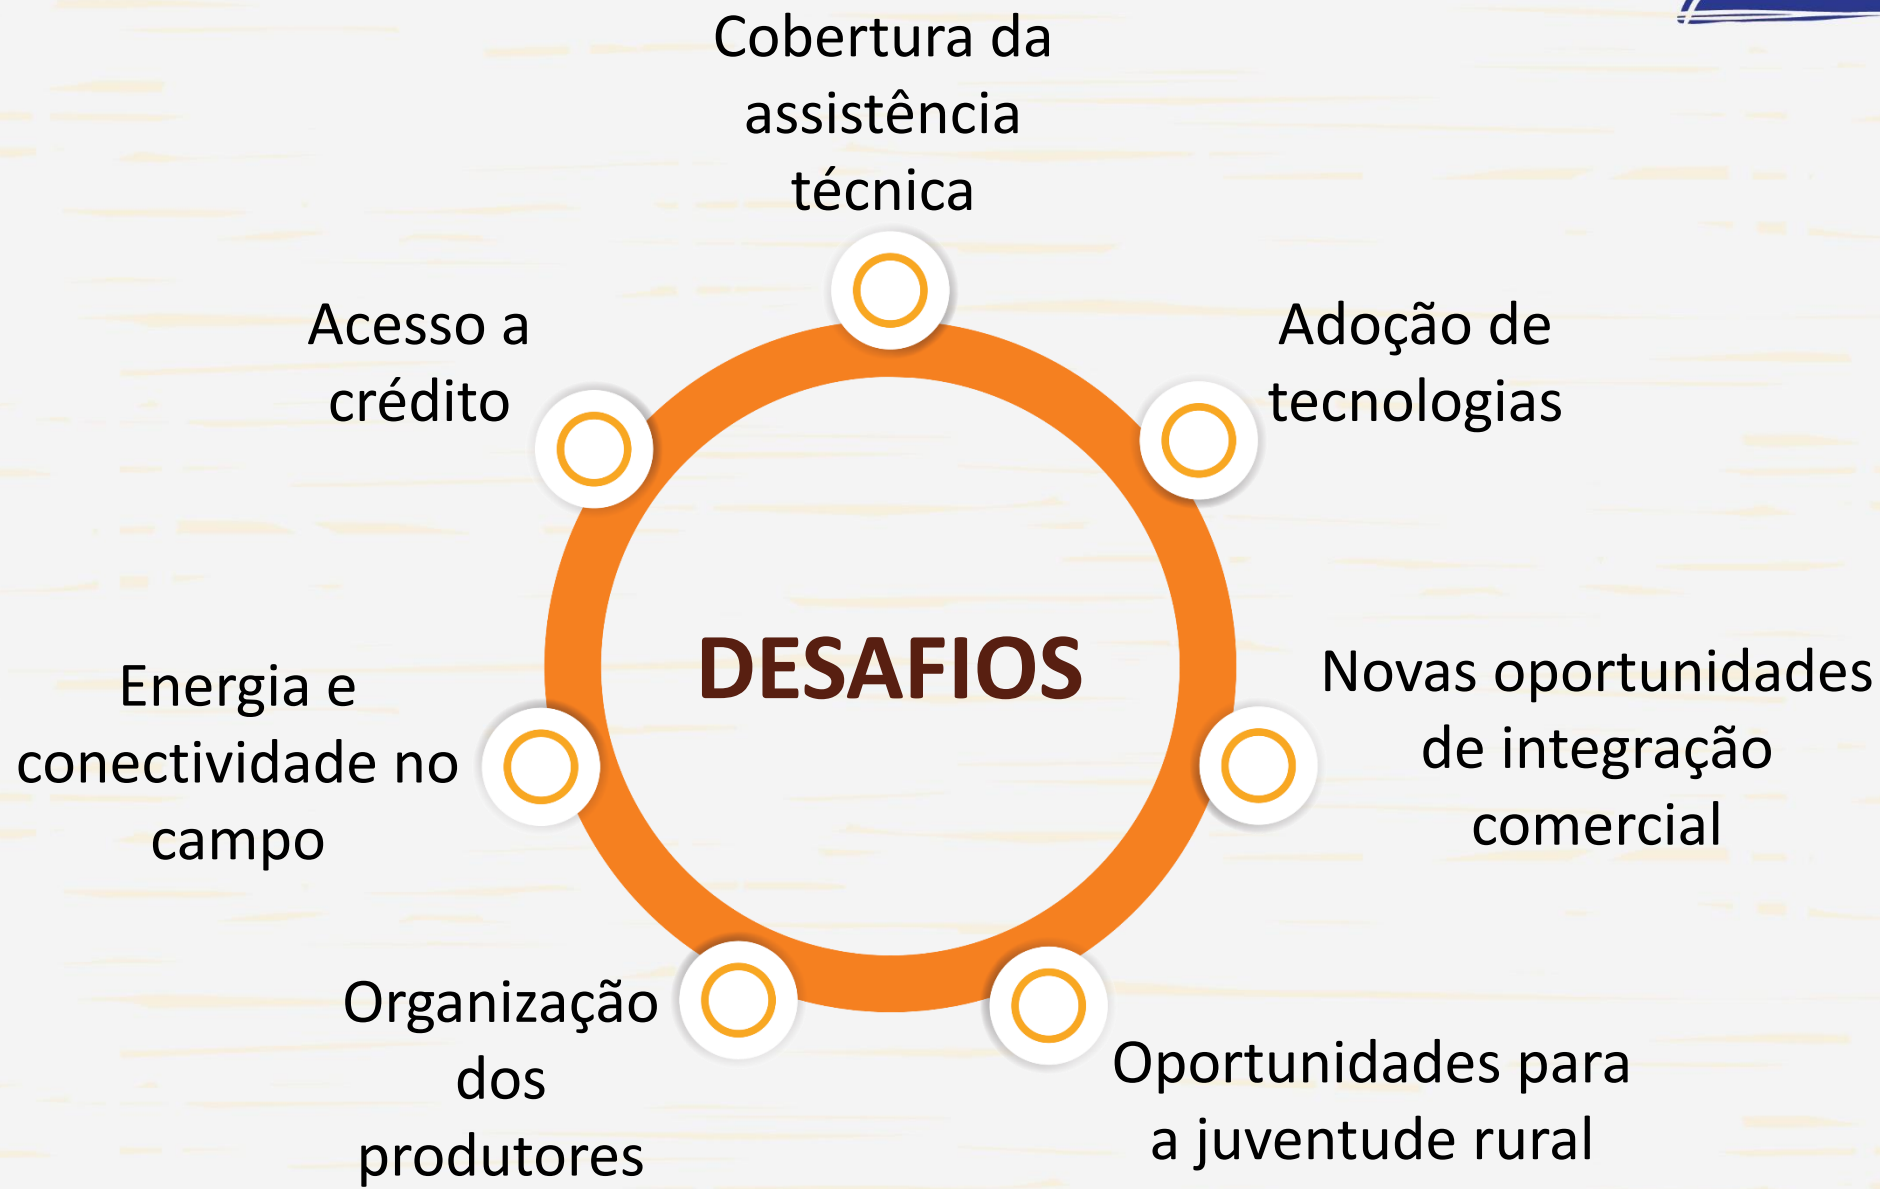 Cobertura da
assistência
técnica
Acesso a
crédito
Adoção de
tecnologias
DESAFIOS
Energia e
conectividade no
campo
Novas oportunidades
de integração
comercial
Organização
dos
produtores
Oportunidades para
a juventude rural